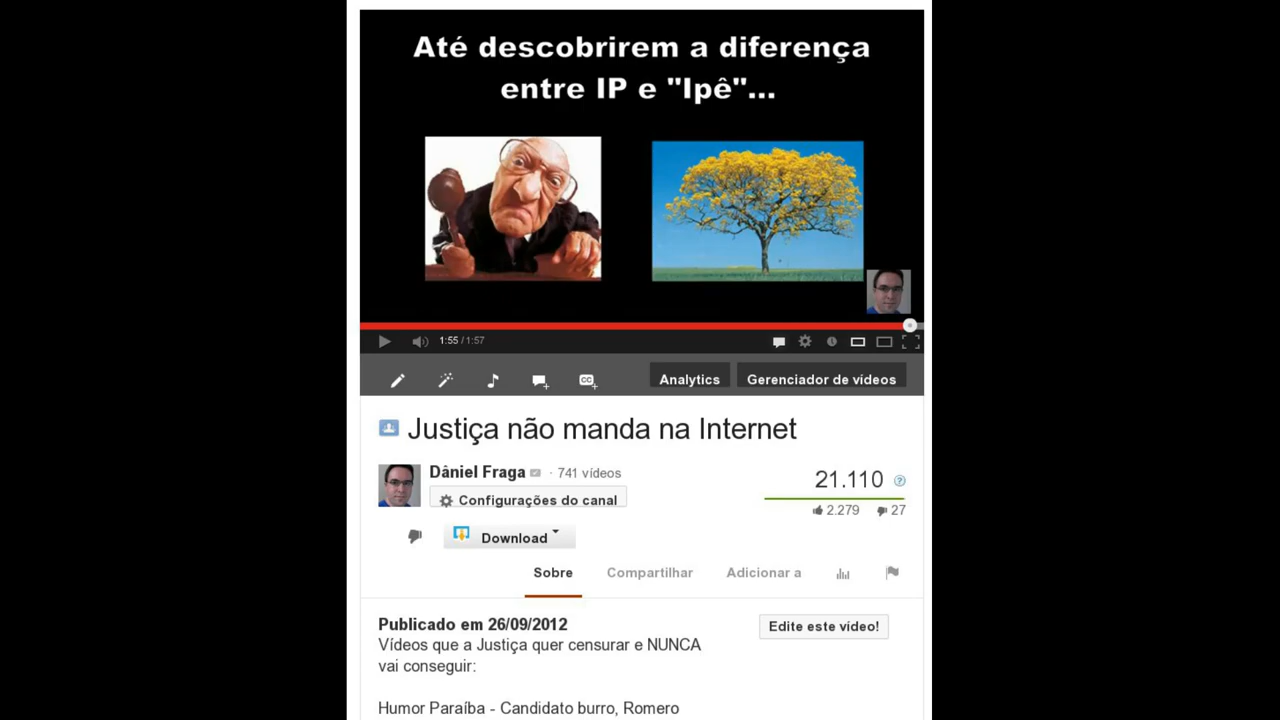 Até descobrirem a diferença
entre IP e "Ipê"...
1:55 / 1:57
CC
Analytics
Gerenciador de vídeos
Justiça não manda na Internet
Dâniel Fraga · 741 vídeos
21.110 ?
Configurações do canal
2.279 27
Download
Sobre Compartilhar Adicionar a
Publicado em 26/09/2012
Edite este vídeo!
Vídeos que a Justiça quer censurar e NUNCA
vai conseguir:
Humor Paraíba - Candidato burro, Romero